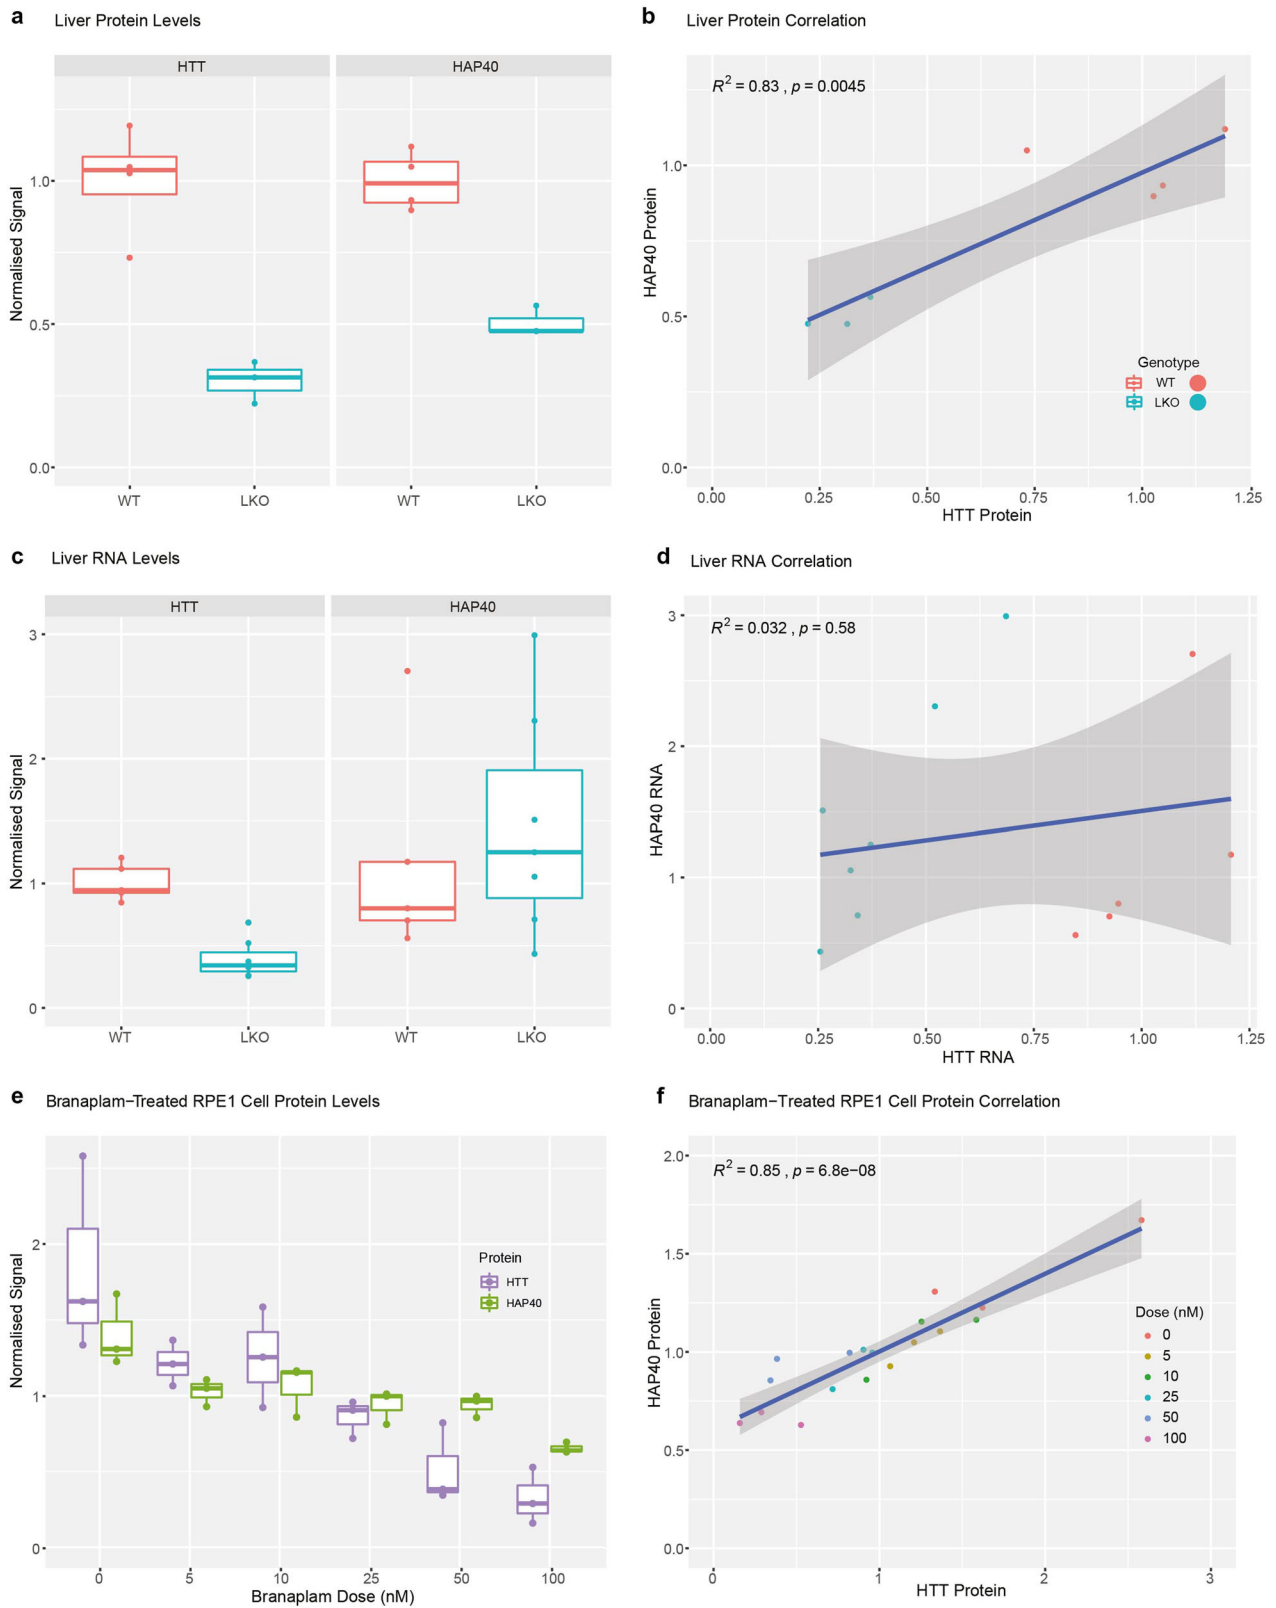 a Liver Protein Levels
HTT HAP40
Normalised Signal
1.0
0.5
0.0
WT LKO WT LKO
b Liver Protein Correlation
R² = 0.83 , p = 0.0045
HAP40 Protein
1.0
0.5
0.0
Genotype
WT
LKO
0.00 0.25 0.50 0.75 1.00 1.25
HTT Protein
c Liver RNA Levels
HTT HAP40
Normalised Signal
3
2
1
0
WT LKO WT LKO
d Liver RNA Correlation
R² = 0.032 , p = 0.58
HAP40 RNA
3
2
1
0
0.00 0.25 0.50 0.75 1.00 1.25
HTT RNA
e Branaplam−Treated RPE1 Cell Protein Levels
Normalised Signal
2
1
0
Protein
HTT
HAP40
0 5 10 25 50 100
Branaplam Dose (nM)
f Branaplam−Treated RPE1 Cell Protein Correlation
R² = 0.85 , p = 6.8e−08
HAP40 Protein
2.0
1.5
1.0
0.5
0.0
Dose (nM)
0
5
10
25
50
100
0 1 2 3
HTT Protein